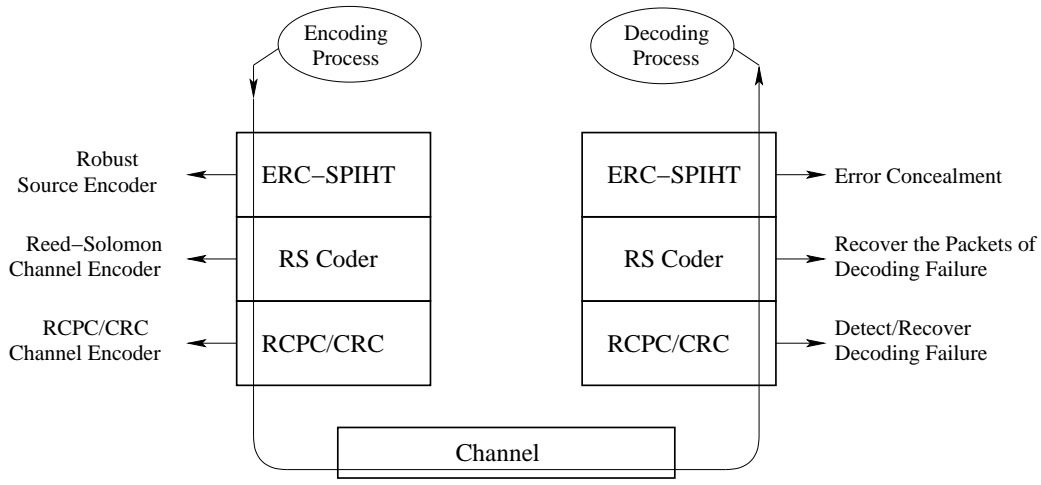 Encoding
Process
Decoding
Process
Robust
Source Encoder
ERC−SPIHT
ERC−SPIHT
Error Concealment
Reed−Solomon
Channel Encoder
RS Coder
RS Coder
Recover the Packets of
Decoding Failure
RCPC/CRC
Channel Encoder
RCPC/CRC
RCPC/CRC
Detect/Recover
Decoding Failure
Channel